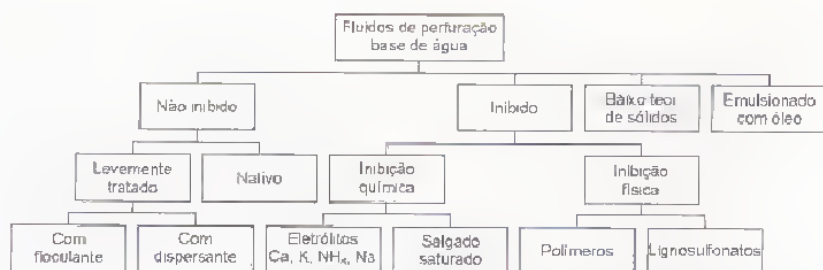 Fluidos de perfuração
base de água
Não inibido
Inibido
Baixo teor
de sólidos
Emulsionado
com óleo
Levemente
tratado
Nativo
Inibição
química
Inibição
física
Com
floculante
Com
dispersante
Eletrólitos
Ca, K, NH₄, Na
Salgado
saturado
Polímeros
Lignosulfonatos